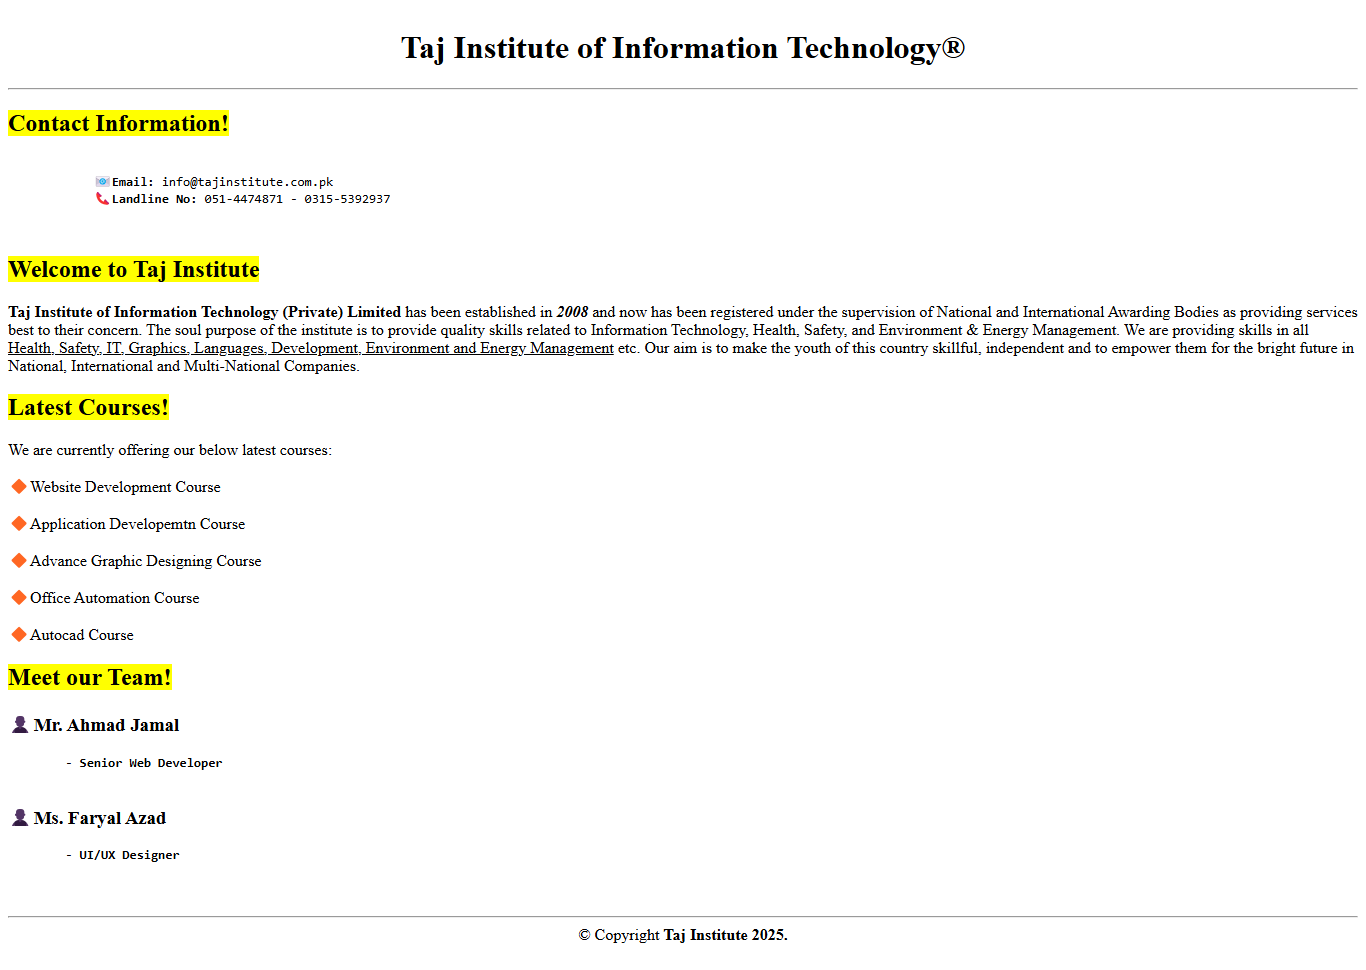 Taj Institute of Information Technology®
Contact Information!
📧Email: info@tajinstitute.com.pk
📞Landline No: 051-4474871 - 0315-5392937
Welcome to Taj Institute
Taj Institute of Information Technology (Private) Limited has been established in 2008 and now has been registered under the supervision of National and International Awarding Bodies as providing services
best to their concern. The soul purpose of the institute is to provide quality skills related to Information Technology, Health, Safety, and Environment & Energy Management. We are providing skills in all
Health, Safety, IT, Graphics, Languages, Development, Environment and Energy Management etc. Our aim is to make the youth of this country skillful, independent and to empower them for the bright future in
National, International and Multi-National Companies.
Latest Courses!
We are currently offering our below latest courses:
🔶Website Development Course
🔶Application Developemtn Course
🔶Advance Graphic Designing Course
🔶Office Automation Course
🔶Autocad Course
Meet our Team!
👤Mr. Ahmad Jamal
- Senior Web Developer
👤Ms. Faryal Azad
- UI/UX Designer
© Copyright Taj Institute 2025.